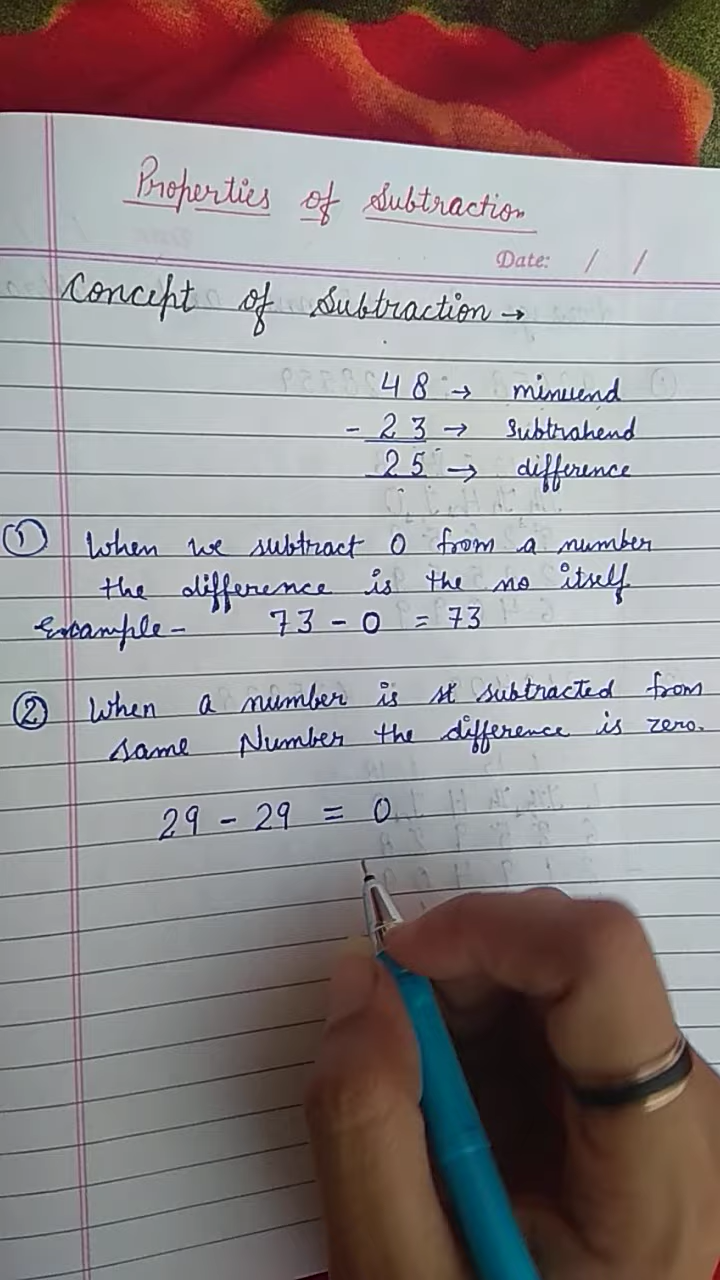 Properties of Subtraction
Date: / /
Concept of Subtraction →
48 → minuend
- 23 → Subtrahend
25 → difference
① When we subtract 0 from a number
the difference is the no itself.
Example - 73 - 0 = 73
② When a number is st subtracted from
same Number the difference is zero.
29 - 29 = 0